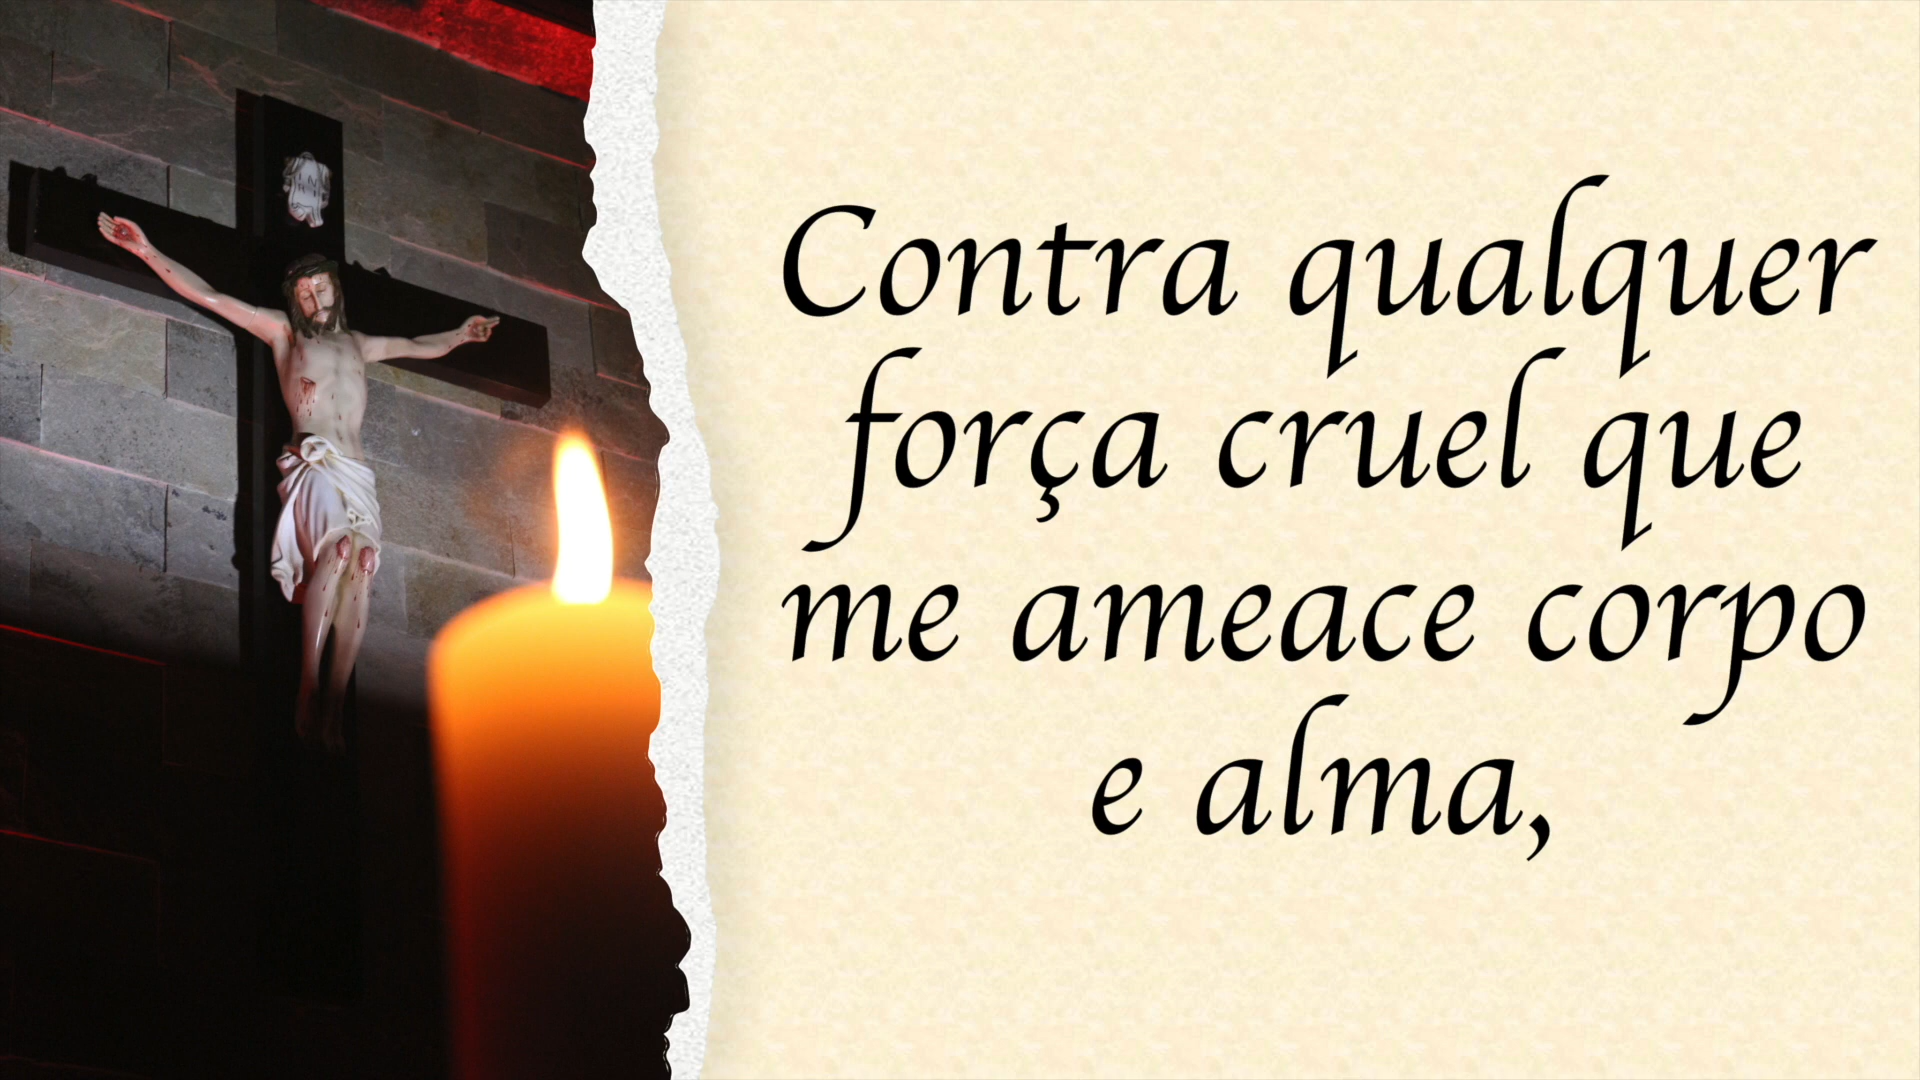 Contra qualquer
força cruel que
me ameace corpo
e alma,